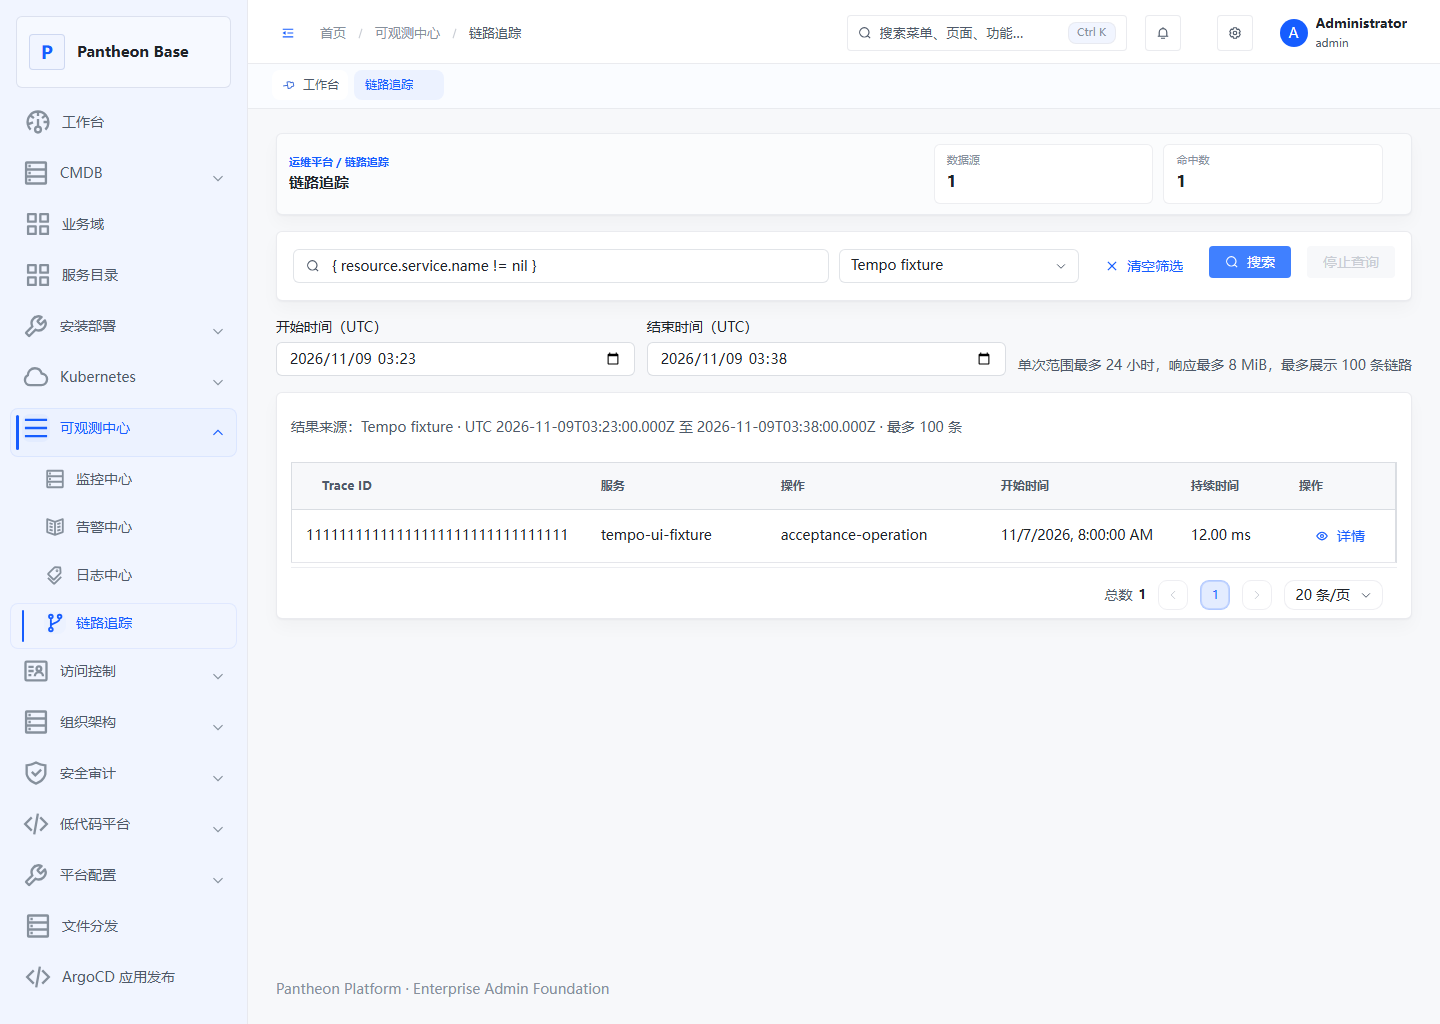 P Pantheon Base
工作台
CMDB
业务域
服务目录
安装部署
Kubernetes
可观测中心
监控中心
告警中心
日志中心
链路追踪
访问控制
组织架构
安全审计
低代码平台
平台配置
文件分发
ArgoCD 应用发布
首页 / 可观测中心 / 链路追踪
搜索菜单、页面、功能... Ctrl K
A Administrator
admin
工作台 链路追踪
运维平台 / 链路追踪
链路追踪
数据源
1
命中数
1
{ resource.service.name != nil }
Tempo fixture
清空筛选
搜索
停止查询
开始时间（UTC）
2026/11/09 03:23
结束时间（UTC）
2026/11/09 03:38
单次范围最多 24 小时，响应最多 8 MiB，最多展示 100 条链路
结果来源：Tempo fixture · UTC 2026-11-09T03:23:00.000Z 至 2026-11-09T03:38:00.000Z · 最多 100 条
Trace ID 服务 操作 开始时间 持续时间 操作
11111111111111111111111111111111 tempo-ui-fixture acceptance-operation 11/7/2026, 8:00:00 AM 12.00 ms 详情
总数 1 1 20 条/页
Pantheon Platform · Enterprise Admin Foundation